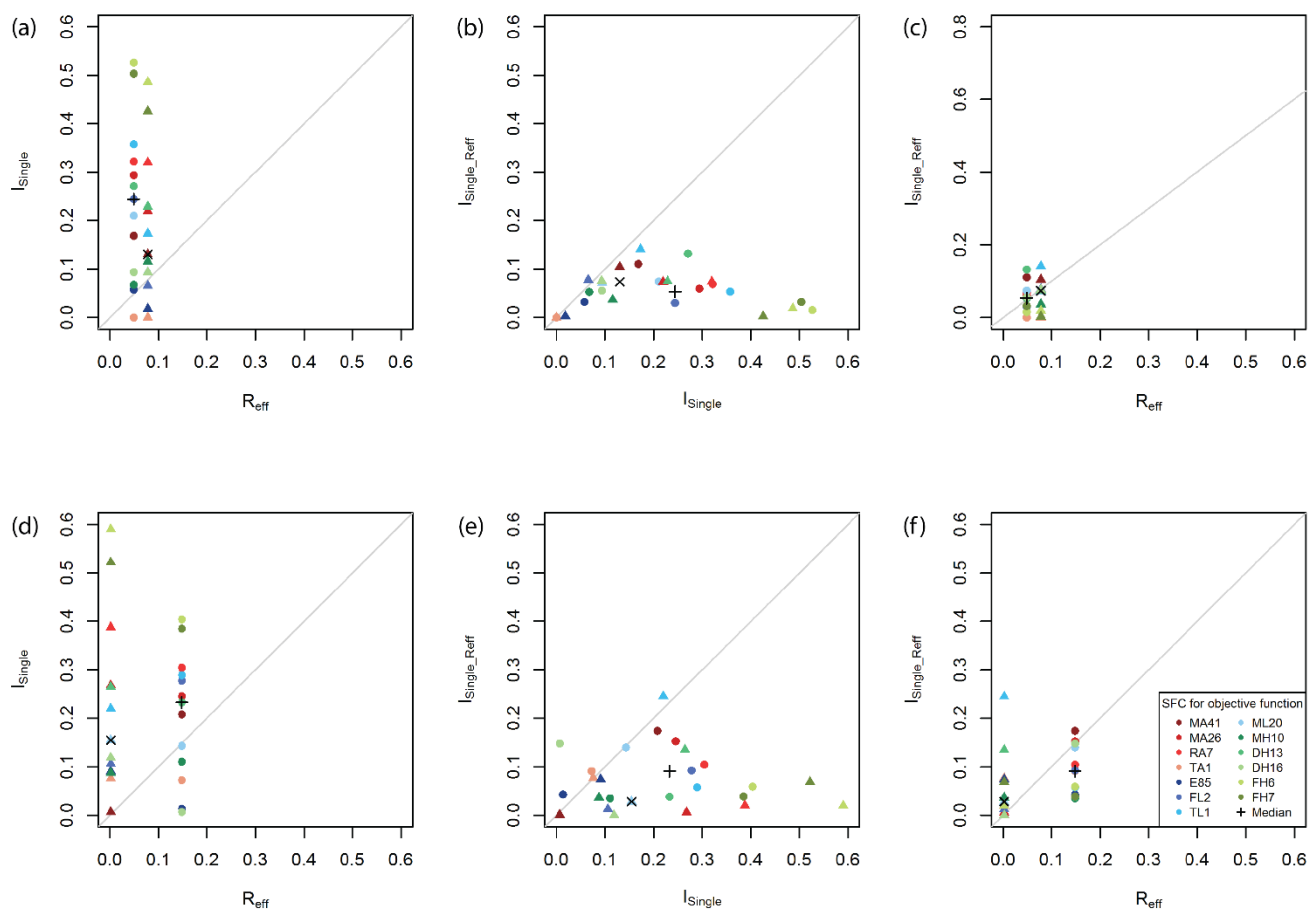 (a)
0.6
0.5
0.4
0.3
0.2
0.1
0.0
I_Single
0.0 0.1 0.2 0.3 0.4 0.5 0.6
R_eff
(b)
0.6
0.5
0.4
0.3
0.2
0.1
0.0
I_Single_Reff
0.0 0.1 0.2 0.3 0.4 0.5 0.6
I_Single
(c)
0.8
0.6
0.4
0.2
0.0
I_Single_Reff
0.0 0.1 0.2 0.3 0.4 0.5 0.6
R_eff
(d)
0.6
0.5
0.4
0.3
0.2
0.1
0.0
I_Single
0.0 0.1 0.2 0.3 0.4 0.5 0.6
R_eff
(e)
0.6
0.5
0.4
0.3
0.2
0.1
0.0
I_Single_Reff
0.0 0.1 0.2 0.3 0.4 0.5 0.6
I_Single
(f)
0.6
0.5
0.4
0.3
0.2
0.1
0.0
I_Single_Reff
0.0 0.1 0.2 0.3 0.4 0.5 0.6
R_eff
SFC for objective function
MA41 ML20
MA26 MH10
RA7 DH13
TA1 DH16
E85 FH6
FL2 FH7
TL1 Median